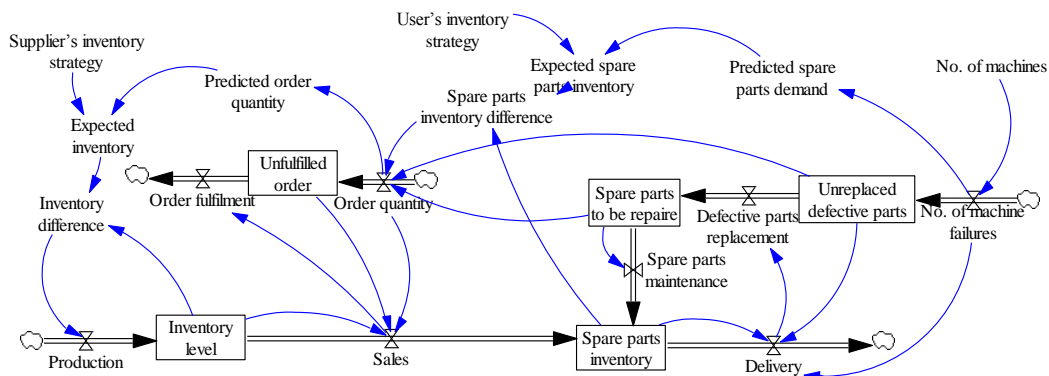 User's inventory
strategy
Supplier's inventory
strategy
Predicted order
quantity
Spare parts
inventory difference
Expected spare
parts inventory
Predicted spare
parts demand
No. of machines
Expected
inventory
Unfulfilled
order
Order fulfilment
Order quantity
Spare parts
to be repaire
Defective parts
replacement
Unreplaced
defective parts
No. of machine
failures
Inventory
difference
Spare parts
maintenance
Production
Inventory
level
Sales
Spare parts
inventory
Delivery